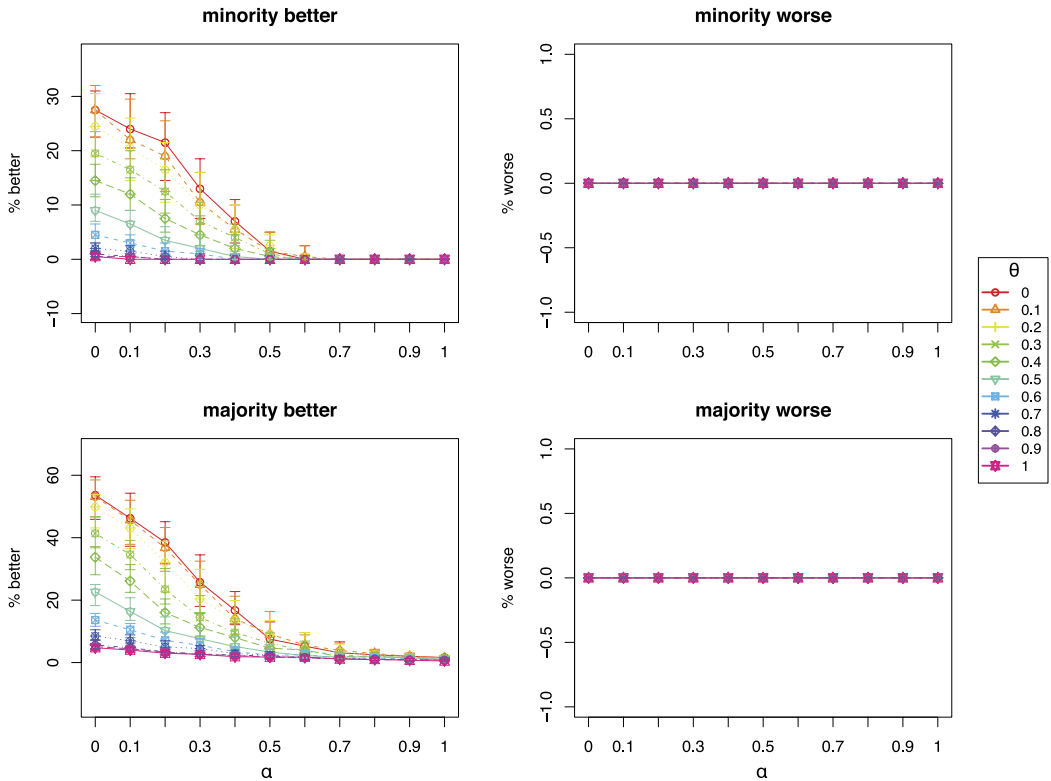 minority better
% better
−10 0 10 20 30
0 0.1 0.3 0.5 0.7 0.9 1
minority worse
% worse
−1.0 −0.5 0.0 0.5 1.0
0 0.1 0.3 0.5 0.7 0.9 1
majority better
% better
0 20 40 60
0 0.1 0.3 0.5 0.7 0.9 1
α
majority worse
% worse
−1.0 −0.5 0.0 0.5 1.0
0 0.1 0.3 0.5 0.7 0.9 1
α
θ
0
0.1
0.2
0.3
0.4
0.5
0.6
0.7
0.8
0.9
1